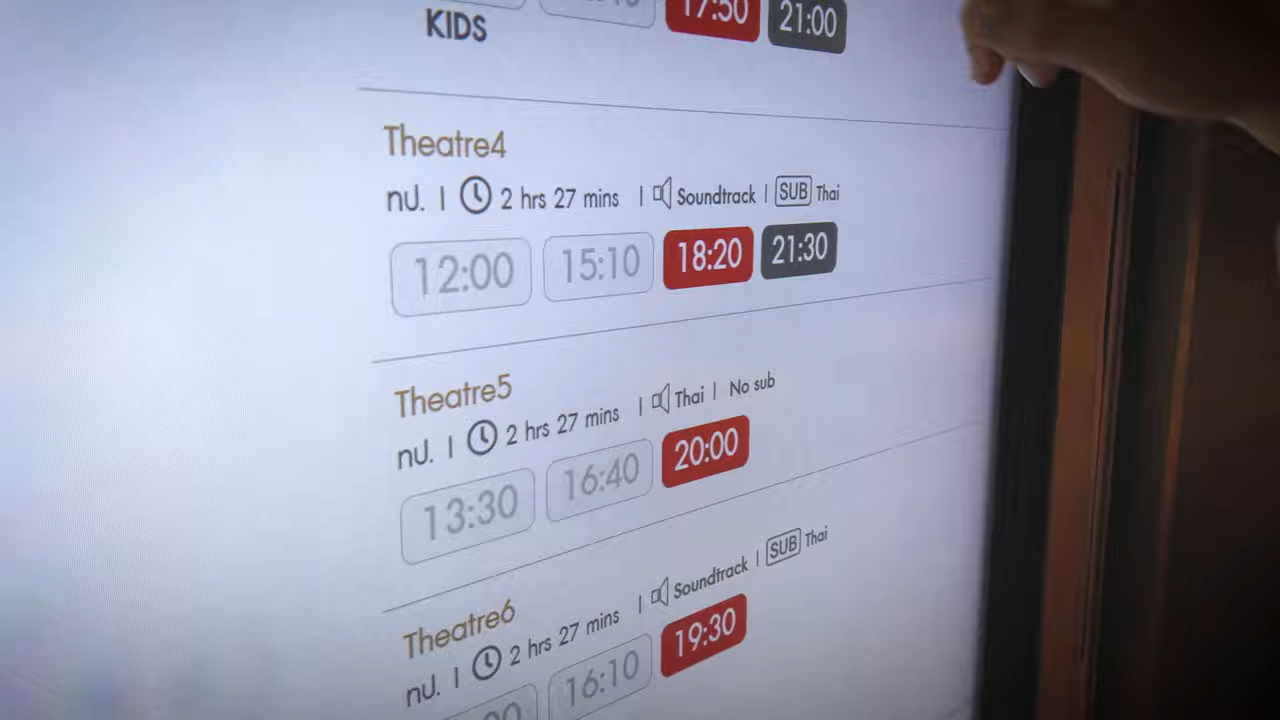 17:50 21:00
KIDS
Theatre4
ทป. | 2 hrs 27 mins | Soundtrack | SUB Thai
12:00 15:10 18:20 21:30
Theatre5
ทป. | 2 hrs 27 mins | Thai | No sub
13:30 16:40 20:00
Theatre6
ทป. | 2 hrs 27 mins | Soundtrack | SUB Thai
16:10 19:30